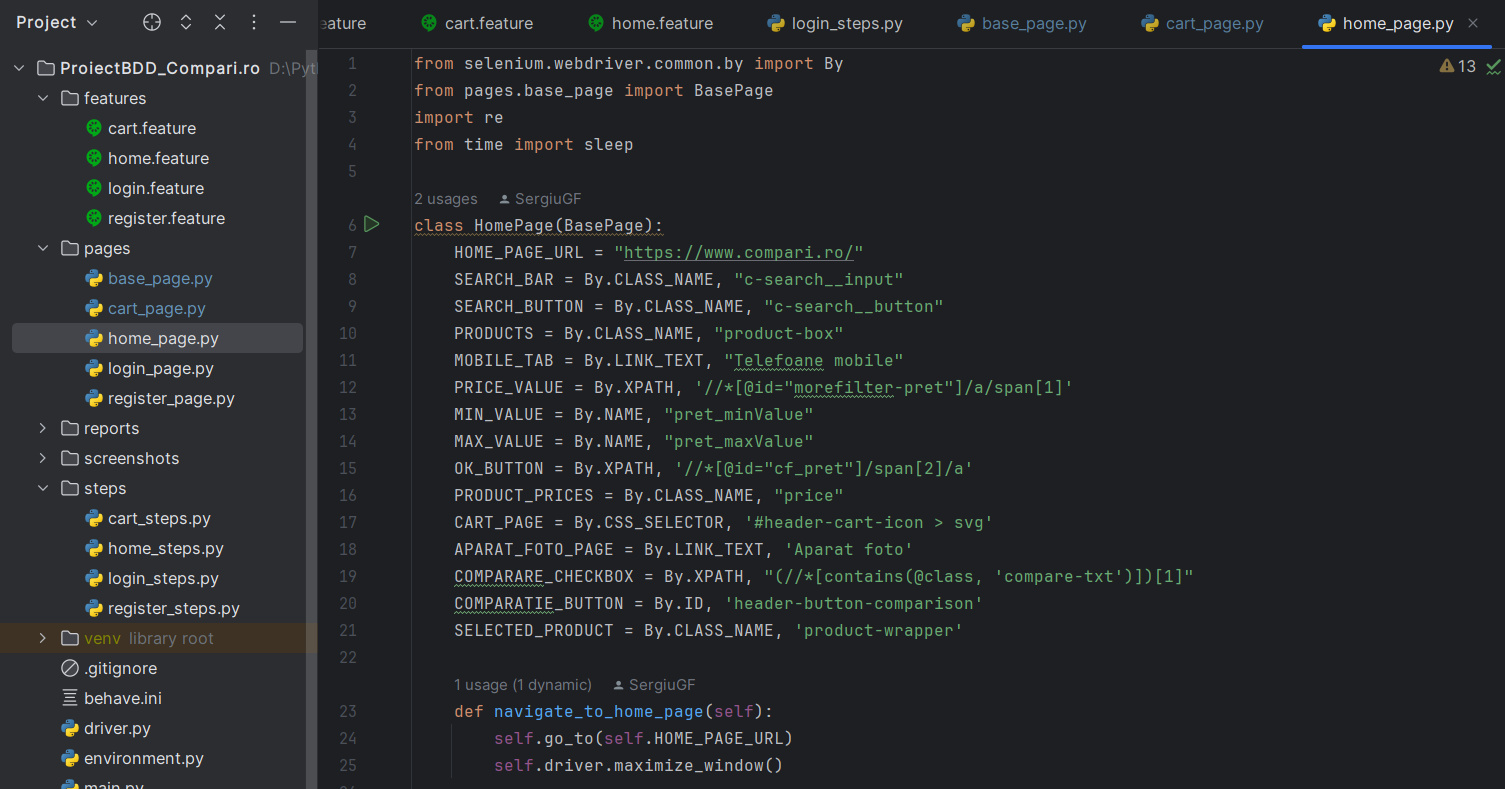 Project
eature
cart.feature
home.feature
login_steps.py
base_page.py
cart_page.py
home_page.py
ProiectBDD_Compari.ro D:\Pyt
features
cart.feature
home.feature
login.feature
register.feature
pages
base_page.py
cart_page.py
home_page.py
login_page.py
register_page.py
reports
screenshots
steps
cart_steps.py
home_steps.py
login_steps.py
register_steps.py
venv library root
.gitignore
behave.ini
driver.py
environment.py
main.py
13
1 from selenium.webdriver.common.by import By
2 from pages.base_page import BasePage
3 import re
4 from time import sleep
5
2 usages SergiuGF
6 class HomePage(BasePage):
7 HOME_PAGE_URL = "https://www.compari.ro/"
8 SEARCH_BAR = By.CLASS_NAME, "c-search__input"
9 SEARCH_BUTTON = By.CLASS_NAME, "c-search__button"
10 PRODUCTS = By.CLASS_NAME, "product-box"
11 MOBILE_TAB = By.LINK_TEXT, "Telefoane mobile"
12 PRICE_VALUE = By.XPATH, '//*[@id="morefilter-pret"]/a/span[1]'
13 MIN_VALUE = By.NAME, "pret_minValue"
14 MAX_VALUE = By.NAME, "pret_maxValue"
15 OK_BUTTON = By.XPATH, '//*[@id="cf_pret"]/span[2]/a'
16 PRODUCT_PRICES = By.CLASS_NAME, "price"
17 CART_PAGE = By.CSS_SELECTOR, '#header-cart-icon > svg'
18 APARAT_FOTO_PAGE = By.LINK_TEXT, 'Aparat foto'
19 COMPARARE_CHECKBOX = By.XPATH, "(//*[contains(@class, 'compare-txt')])[1]"
20 COMPARATIE_BUTTON = By.ID, 'header-button-comparison'
21 SELECTED_PRODUCT = By.CLASS_NAME, 'product-wrapper'
22
1 usage (1 dynamic) SergiuGF
23 def navigate_to_home_page(self):
24 self.go_to(self.HOME_PAGE_URL)
25 self.driver.maximize_window()